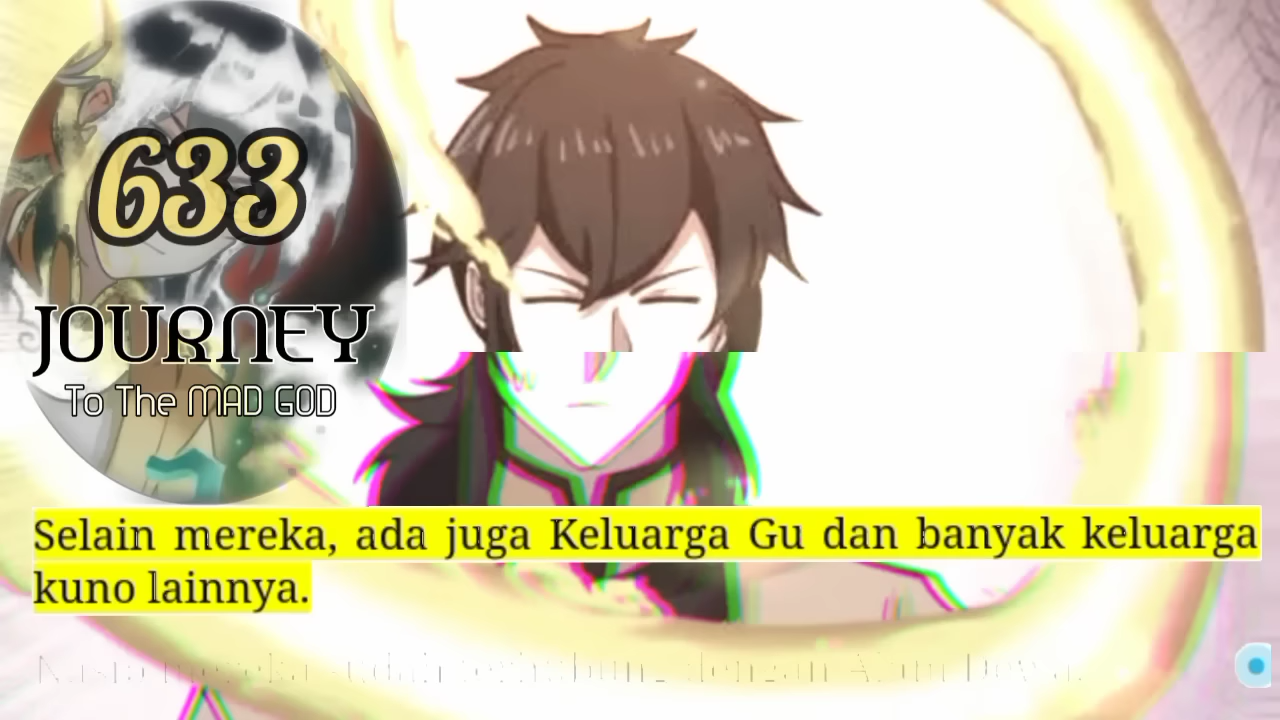 633
JOURNEY
To The MAD GOD
Selain mereka, ada juga Keluarga Gu dan banyak keluarga
kuno lainnya.